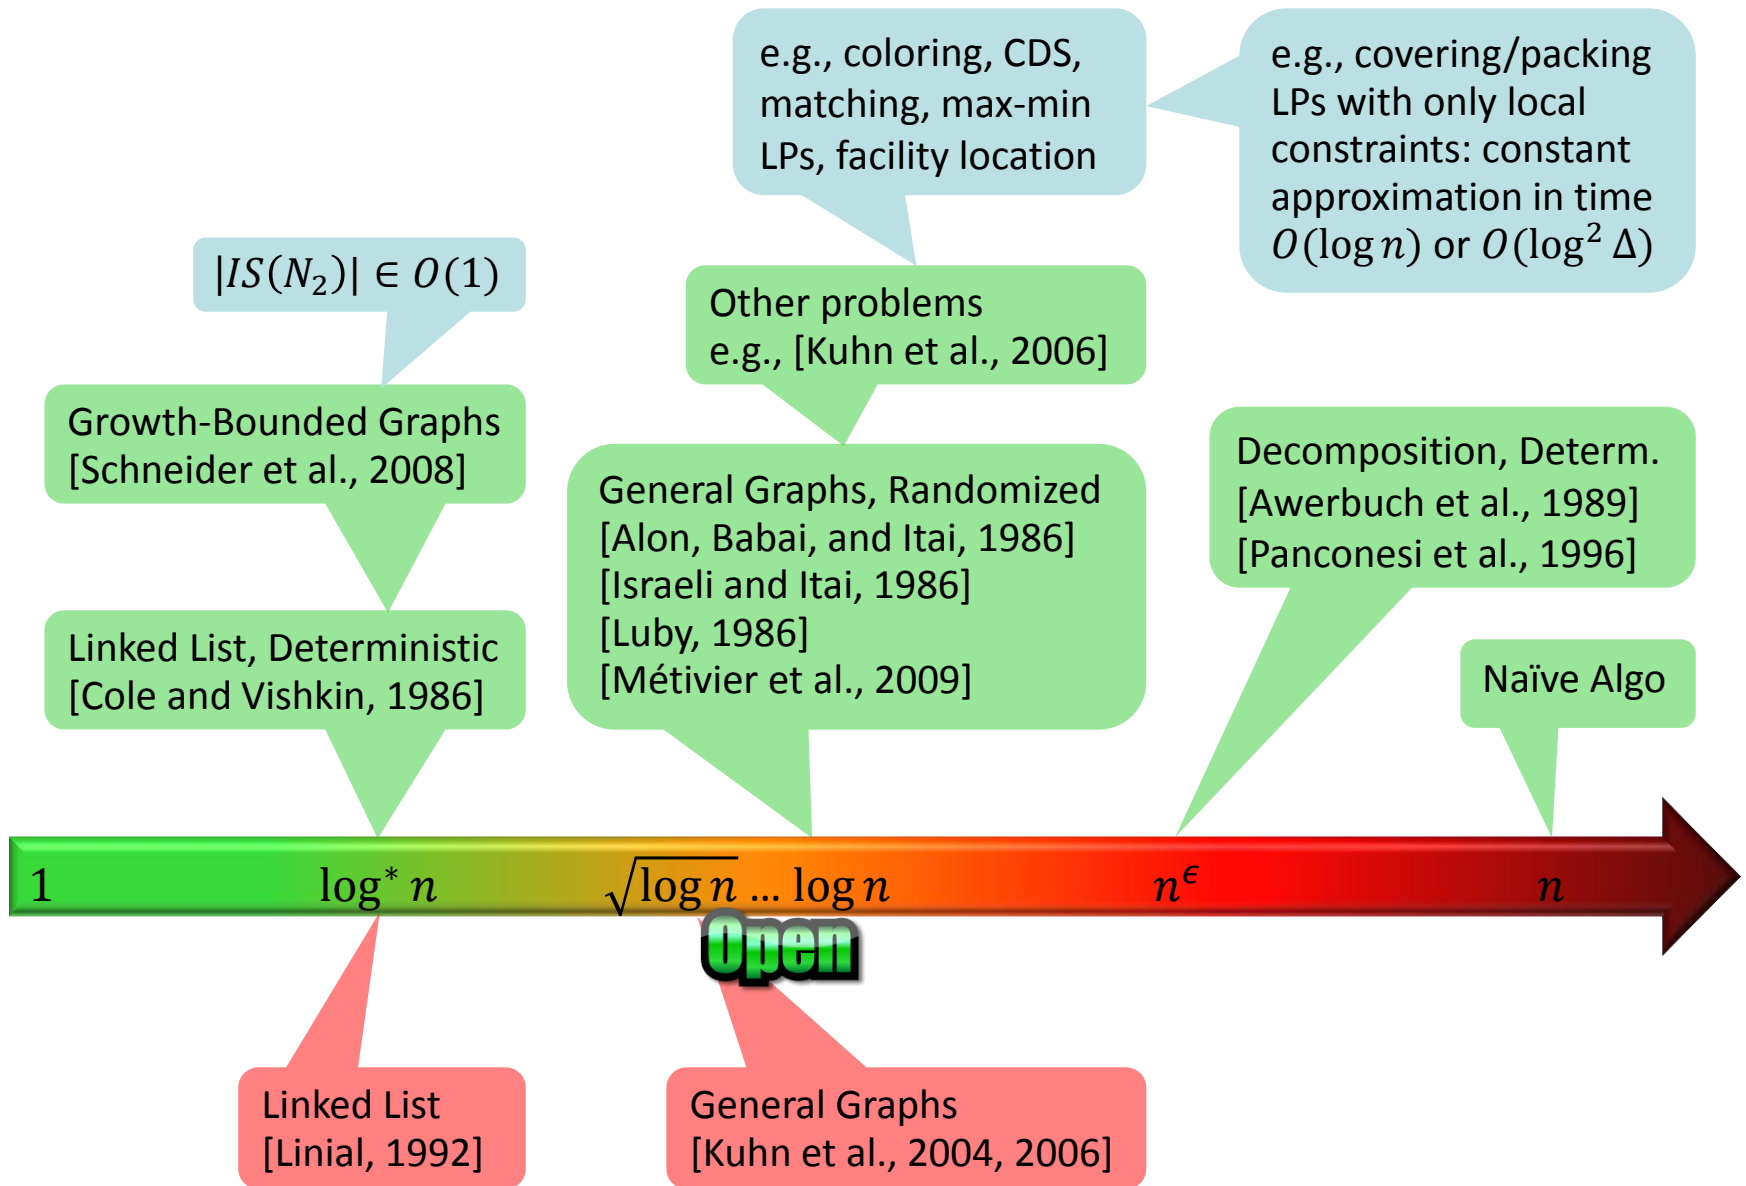 e.g., coloring, CDS,
matching, max-min
LPs, facility location
e.g., covering/packing
LPs with only local
constraints: constant
approximation in time
O(log n) or O(log² Δ)
|IS(N₂)| ∈ O(1)
Other problems
e.g., [Kuhn et al., 2006]
Growth-Bounded Graphs
[Schneider et al., 2008]
General Graphs, Randomized
[Alon, Babai, and Itai, 1986]
[Israeli and Itai, 1986]
[Luby, 1986]
[Métivier et al., 2009]
Decomposition, Determ.
[Awerbuch et al., 1989]
[Panconesi et al., 1996]
Linked List, Deterministic
[Cole and Vishkin, 1986]
Naïve Algo
1 log* n √log n ... log n n^ϵ n
Open
Linked List
[Linial, 1992]
General Graphs
[Kuhn et al., 2004, 2006]